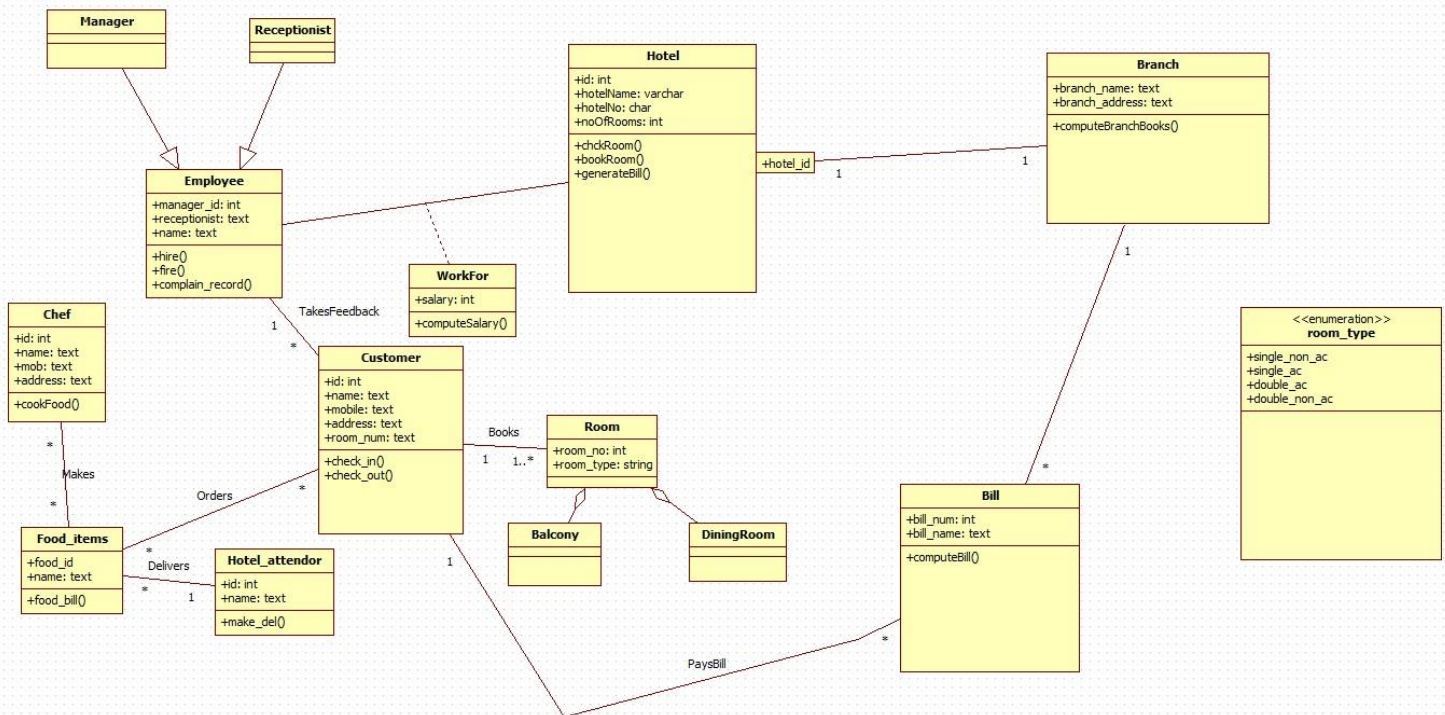 Manager
Receptionist
Hotel
+id: int
+hotelName: varchar
+hotelNo: char
+noOfRooms: int
+chckRoom()
+bookRoom()
+generateBill()
+hotel_id
1
1
Branch
+branch_name: text
+branch_address: text
+computeBranchBooks()
1
Employee
+manager_id: int
+receptionist: text
+name: text
+hire()
+fire()
+complain_record()
WorkFor
+salary: int
+computeSalary()
TakesFeedback
1
*
Chef
+id: int
+name: text
+mob: text
+address: text
+cookFood()
*
Makes
*
Customer
+id: int
+name: text
+mobile: text
+address: text
+room_num: text
+check_in()
+check_out()
Books
1
1..*
Room
+room_no: int
+room_type: string
Balcony
DiningRoom
<<enumeration>>
room_type
+single_non_ac
+single_ac
+double_ac
+double_non_ac
Orders
*
*
Food_items
+food_id
+name: text
+food_bill()
Delivers
*
1
Hotel_attendor
+id: int
+name: text
+make_del()
1
PaysBill
*
*
Bill
+bill_num: int
+bill_name: text
+computeBill()